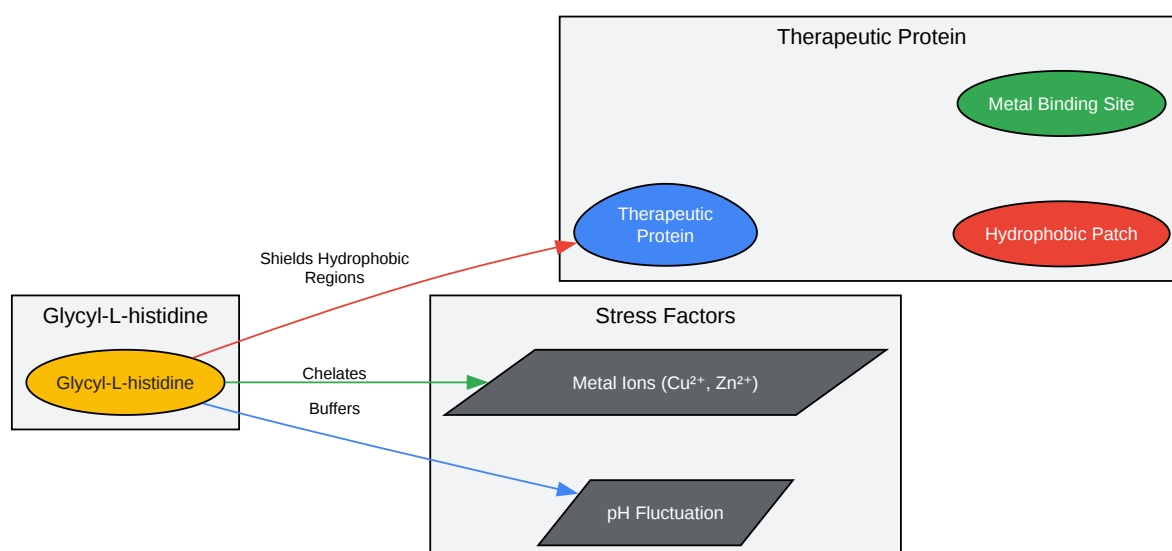 Therapeutic Protein
Metal Binding Site
Therapeutic
Protein
Hydrophobic Patch
Shields Hydrophobic
Regions
Glycyl-L-histidine
Glycyl-L-histidine
Stress Factors
Chelates
Metal Ions (Cu²⁺, Zn²⁺)
Buffers
pH Fluctuation